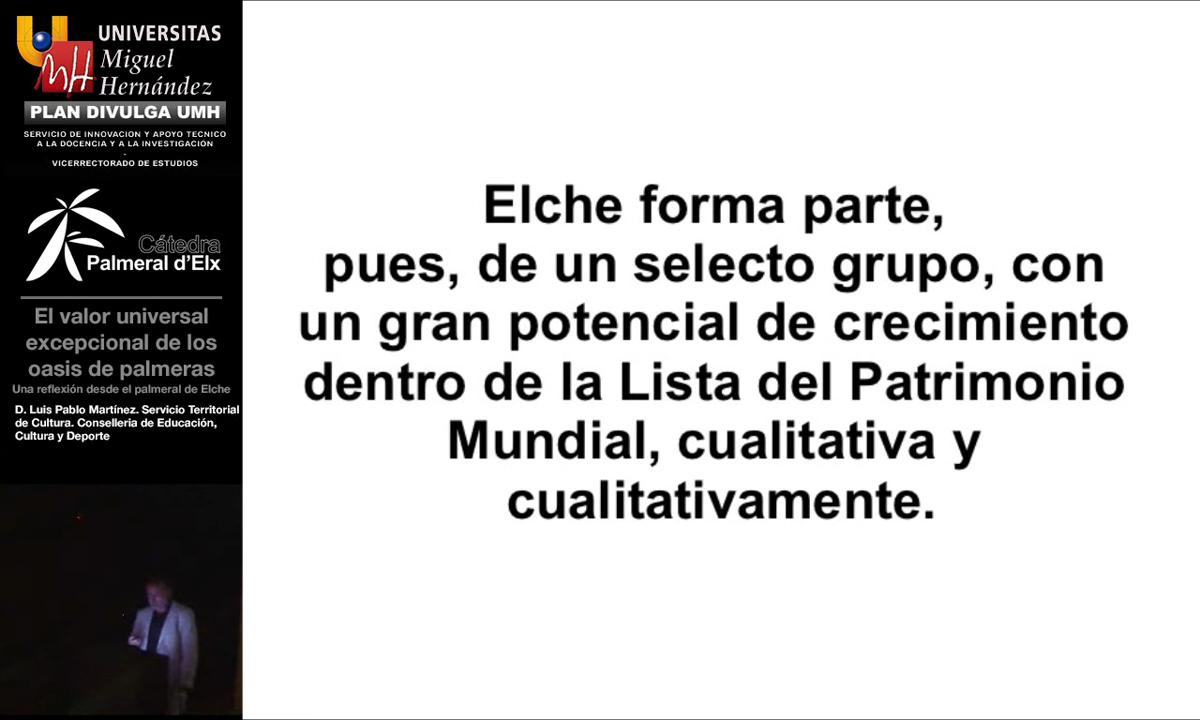 UNIVERSITAS
Miguel
Hernández
PLAN DIVULGA UMH
SERVICIO DE INNOVACION Y APOYO TECNICO
A LA DOCENCIA Y A LA INVESTIGACION
VICERRECTORADO DE ESTUDIOS
Cátedra
Palmeral d'Elx
El valor universal
excepcional de los
oasis de palmeras
Una reflexión desde el palmeral de Elche
D. Luis Pablo Martínez. Servicio Territorial
de Cultura. Conselleria de Educación,
Cultura y Deporte
Elche forma parte,
pues, de un selecto grupo, con
un gran potencial de crecimiento
dentro de la Lista del Patrimonio
Mundial, cualitativa y
cualitativamente.